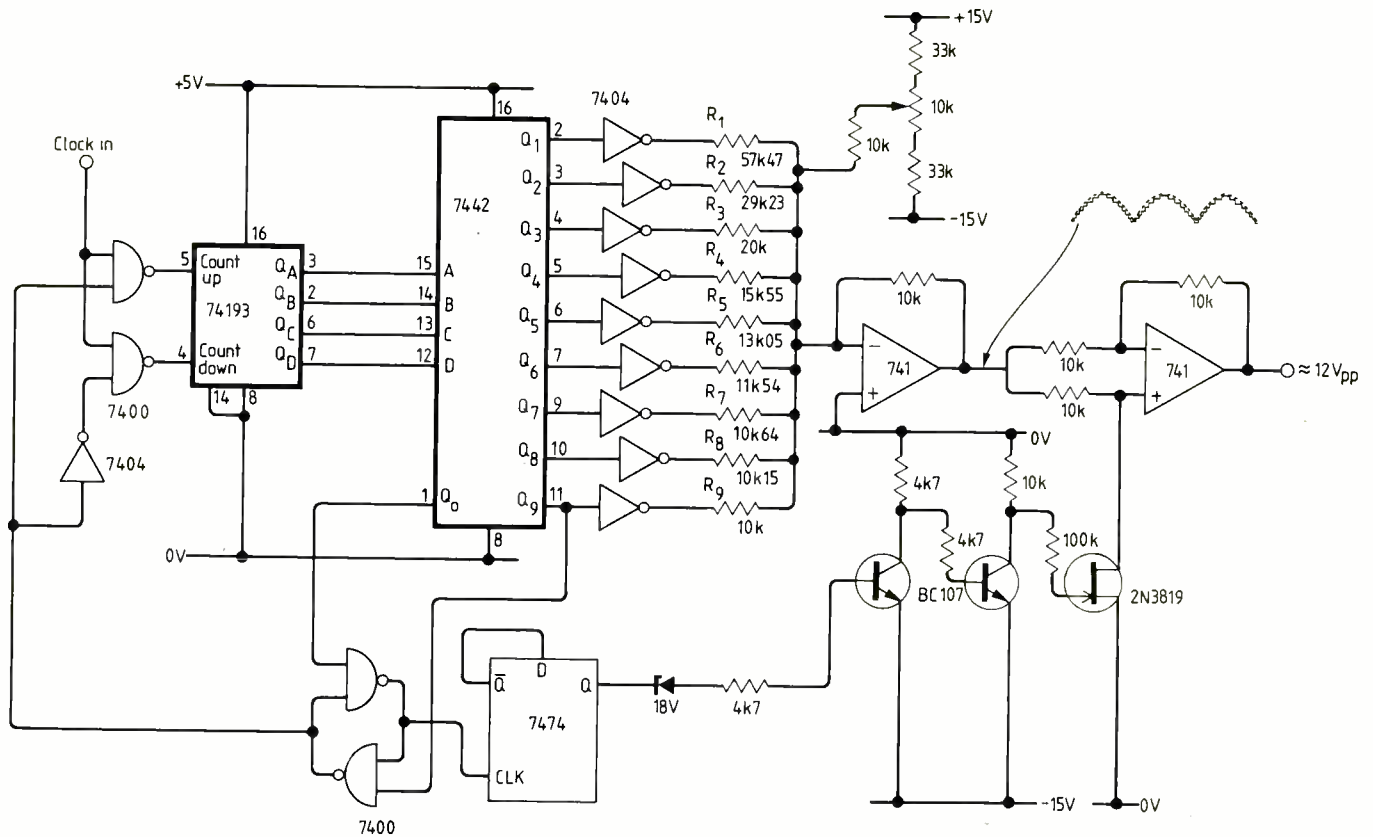 +15V
33k
10k
10k
33k
-15V
+5V
16
7404
Clock in
7442
Q1
2
R1
57k47
Q2
3
R2
29k23
Q3
4
R3
20k
Q4
5
R4
15k55
Q5
6
R5
13k05
Q6
7
R6
11k54
Q7
9
R7
10k64
Q8
10
R8
10k15
Q9
11
R9
10k
16
5
Count up
74193
Count down
4
QA
3
QB
2
QC
6
QD
7
14
8
15
A
14
B
13
C
12
D
1
Q0
8
7400
7404
0V
10k
-
741
+
10k
10k
10k
-
741
+
≈12Vpp
0V
4k7
10k
4k7
100k
BC107
2N3819
Q̅
D
Q
7474
CLK
18V
4k7
7400
-15V
0V